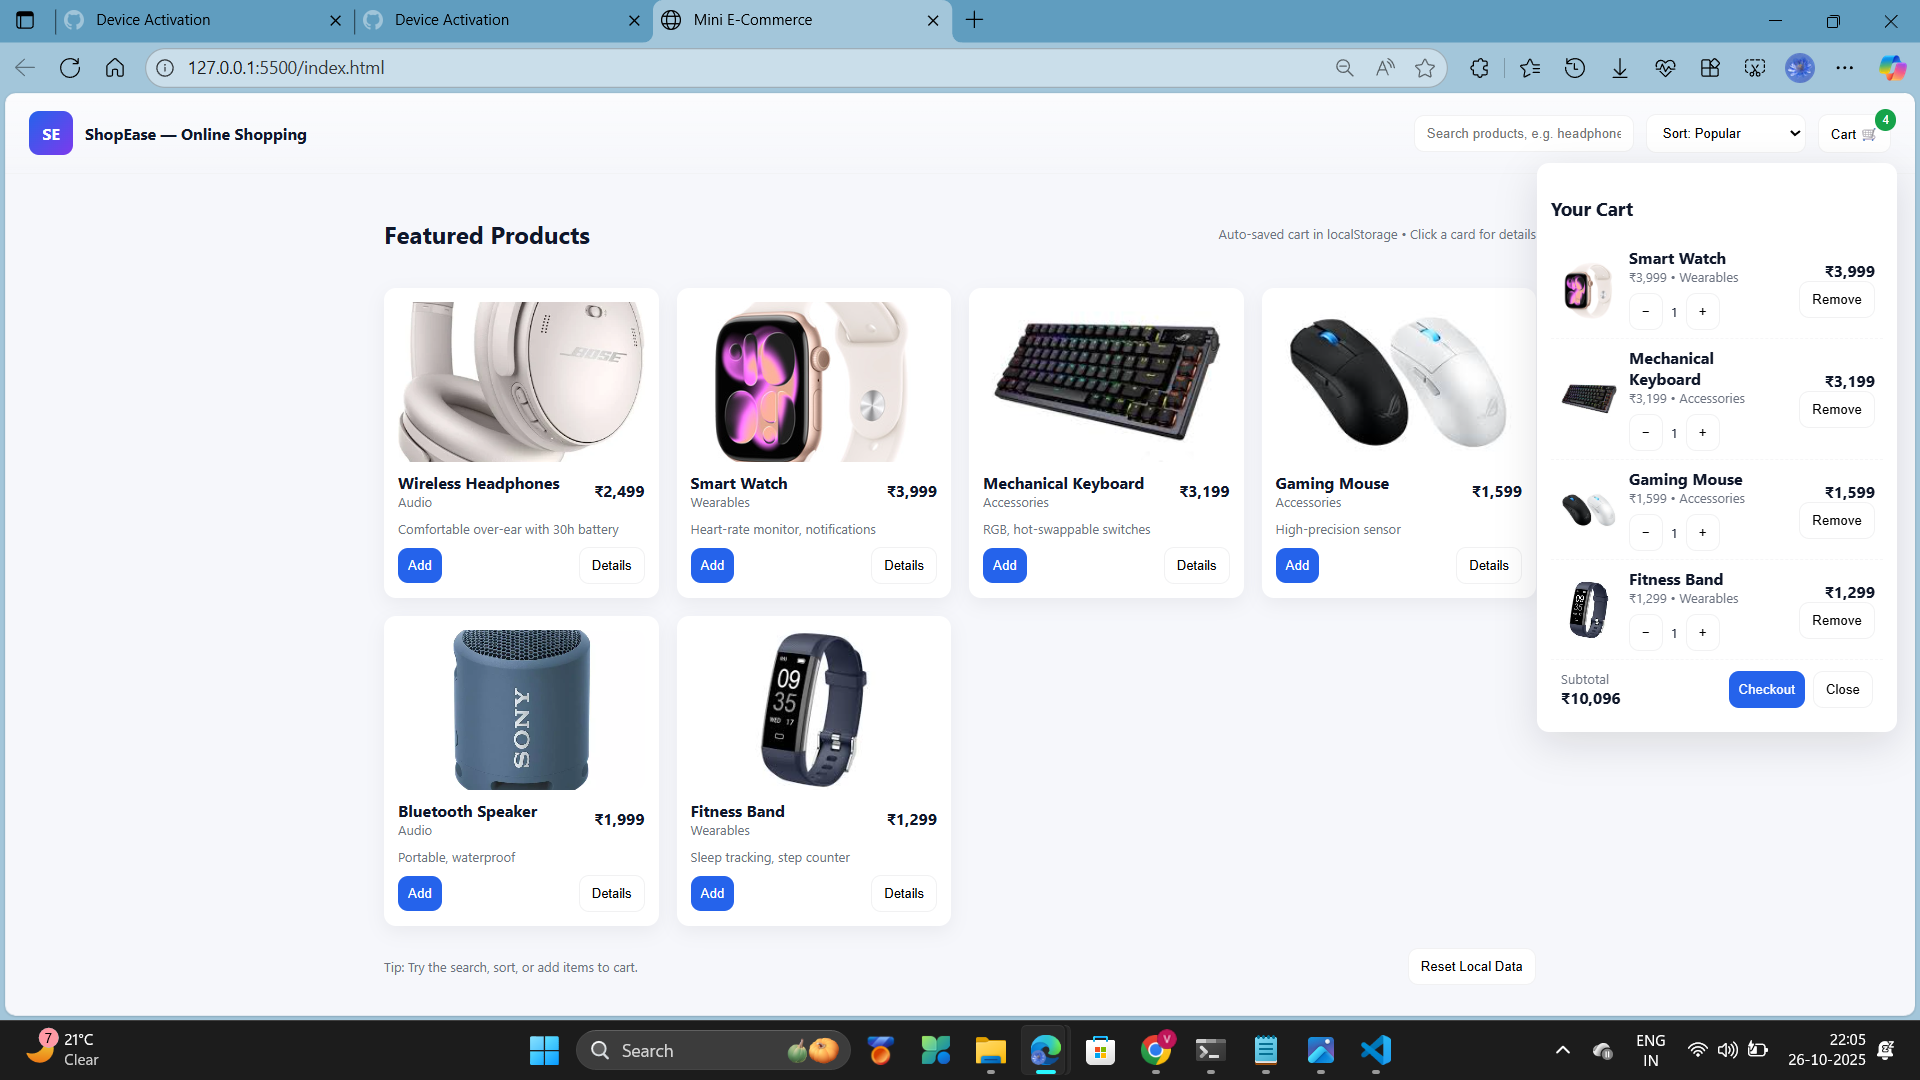 Device Activation
Device Activation
Mini E-Commerce
127.0.0.1:5500/index.html
SE
ShopEase — Online Shopping
Search products, e.g. headphone
Sort: Popular
Cart 🛒
4
Featured Products
Auto-saved cart in localStorage • Click a card for details
BOSE
Wireless Headphones
₹2,499
Audio
Comfortable over-ear with 30h battery
Add
Details
Smart Watch
₹3,999
Wearables
Heart-rate monitor, notifications
Add
Details
Mechanical Keyboard
₹3,199
Accessories
RGB, hot-swappable switches
Add
Details
Gaming Mouse
₹1,599
Accessories
High-precision sensor
Add
Details
SONY
Bluetooth Speaker
₹1,999
Audio
Portable, waterproof
Add
Details
09
35
WED 17
Fitness Band
₹1,299
Wearables
Sleep tracking, step counter
Add
Details
Tip: Try the search, sort, or add items to cart.
Reset Local Data
Your Cart
Smart Watch
₹3,999 • Wearables
₹3,999
− 1 +
Remove
Mechanical
Keyboard
₹3,199 • Accessories
₹3,199
− 1 +
Remove
Gaming Mouse
₹1,599 • Accessories
₹1,599
− 1 +
Remove
09
35
Fitness Band
₹1,299 • Wearables
₹1,299
− 1 +
Remove
Subtotal
₹10,096
Checkout
Close
7
21°C
Clear
Search
V
ENG
IN
22:05
26-10-2025